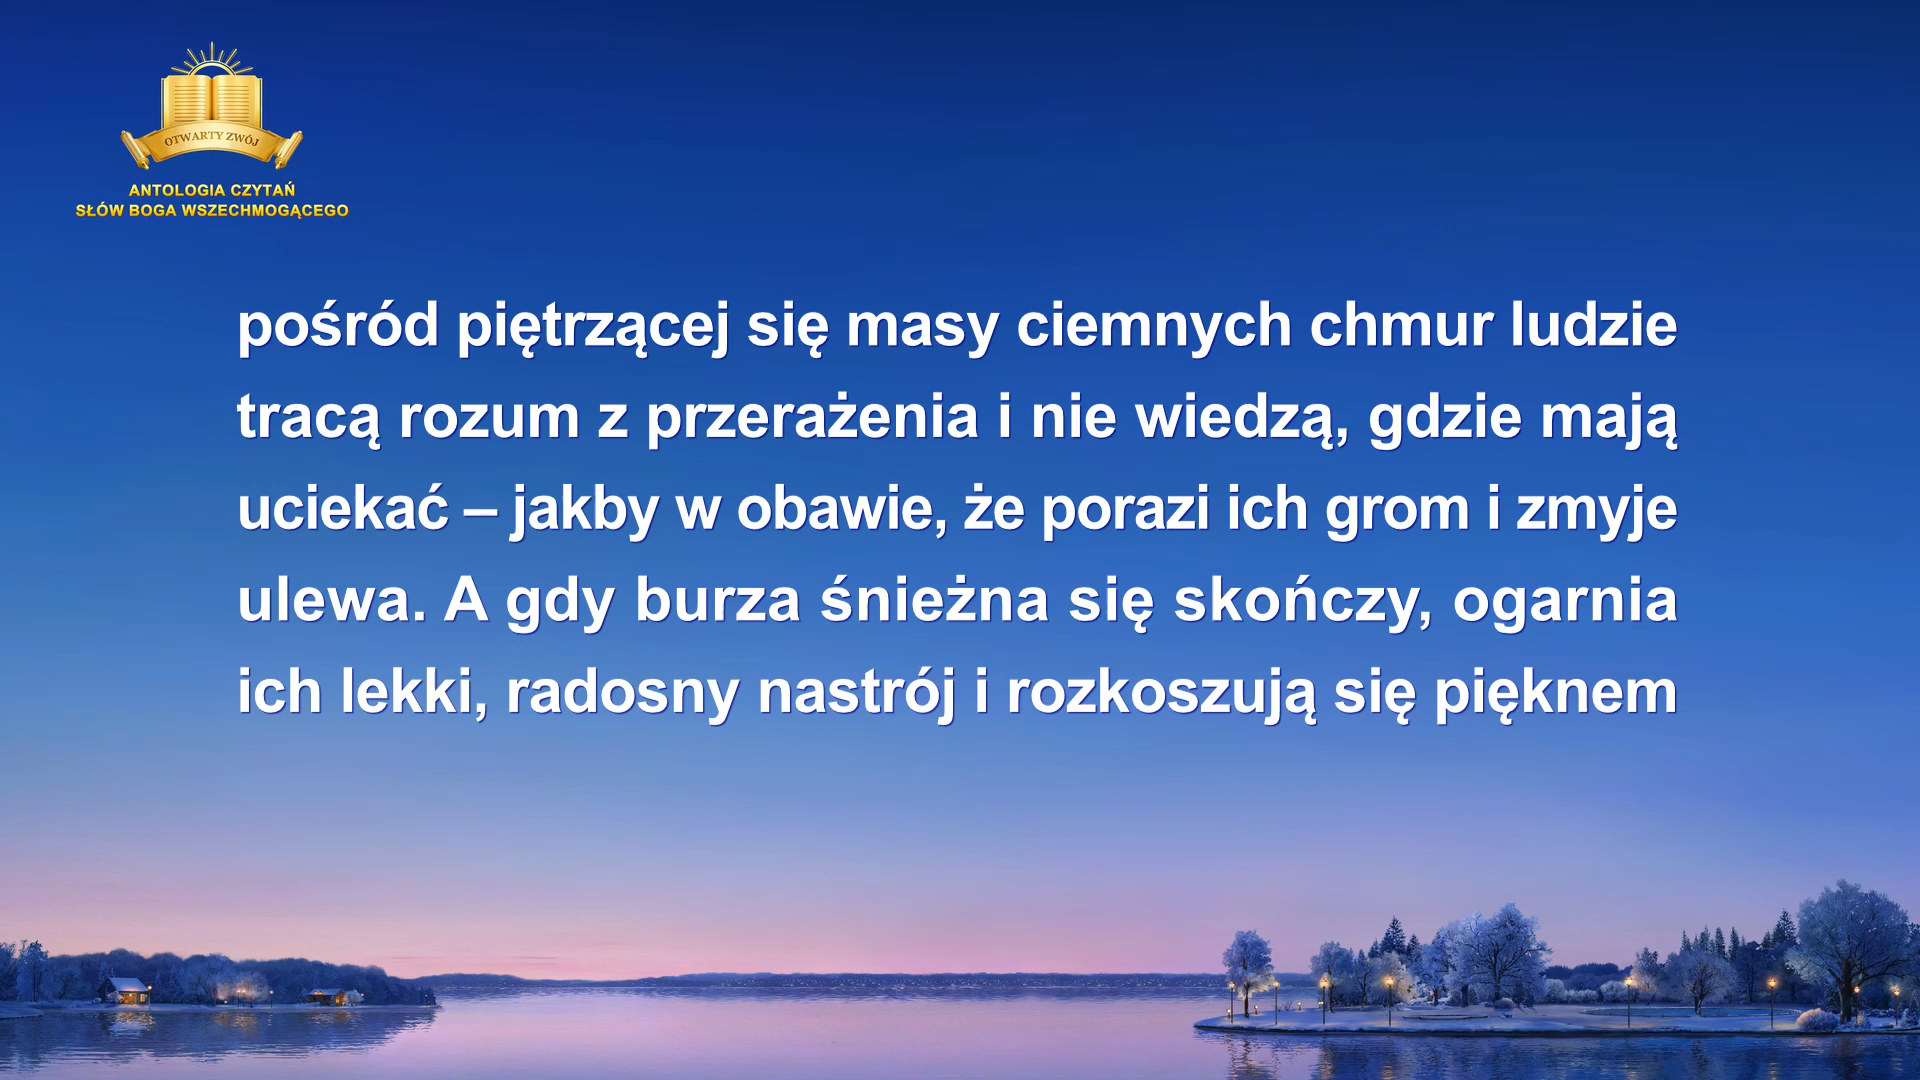 OTWARTY ZWÓJ
ANTOLOGIA CZYTAŃ
SŁÓW BOGA WSZECHMOGĄCEGO
pośród piętrzącej się masy ciemnych chmur ludzie
tracą rozum z przerażenia i nie wiedzą, gdzie mają
uciekać – jakby w obawie, że porazi ich grom i zmyje
ulewa. A gdy burza śnieżna się skończy, ogarnia
ich lekki, radosny nastrój i rozkoszują się pięknem